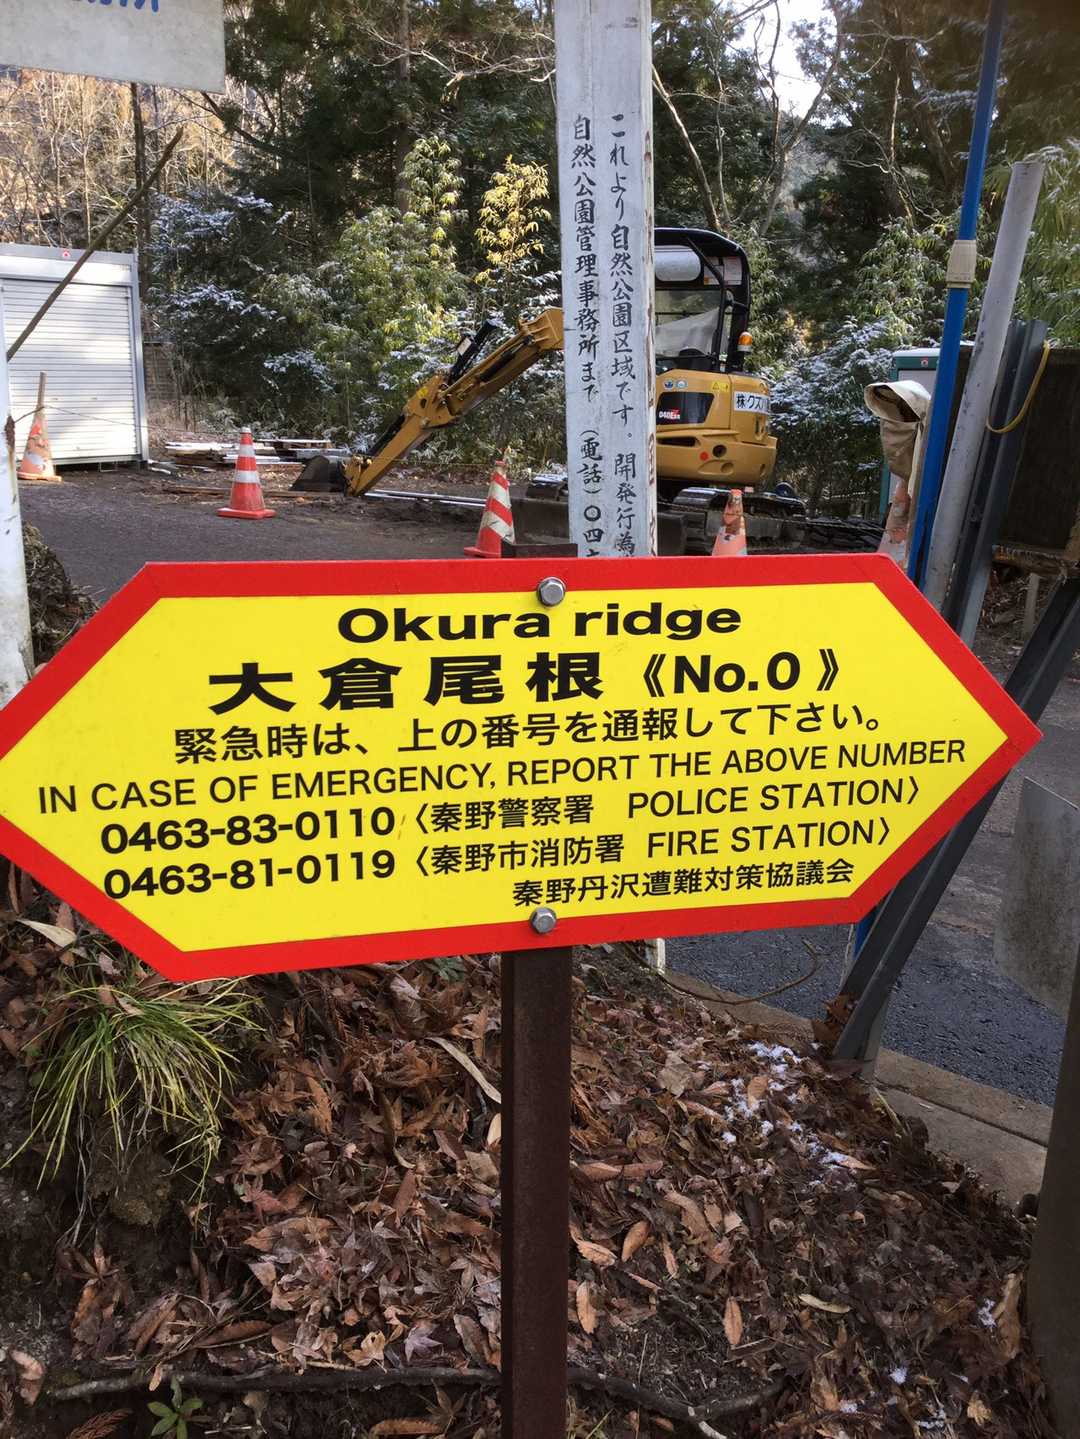 これより自然公園区域です。開発行為
自然公園管理事務所まで（電話）〇四
040E
株・クズ
Okura ridge
大倉尾根《No.0》
緊急時は、上の番号を通報して下さい。
IN CASE OF EMERGENCY, REPORT THE ABOVE NUMBER
0463-83-0110〈秦野警察署　POLICE STATION〉
0463-81-0119〈秦野市消防署　FIRE STATION〉
秦野丹沢遭難対策協議会